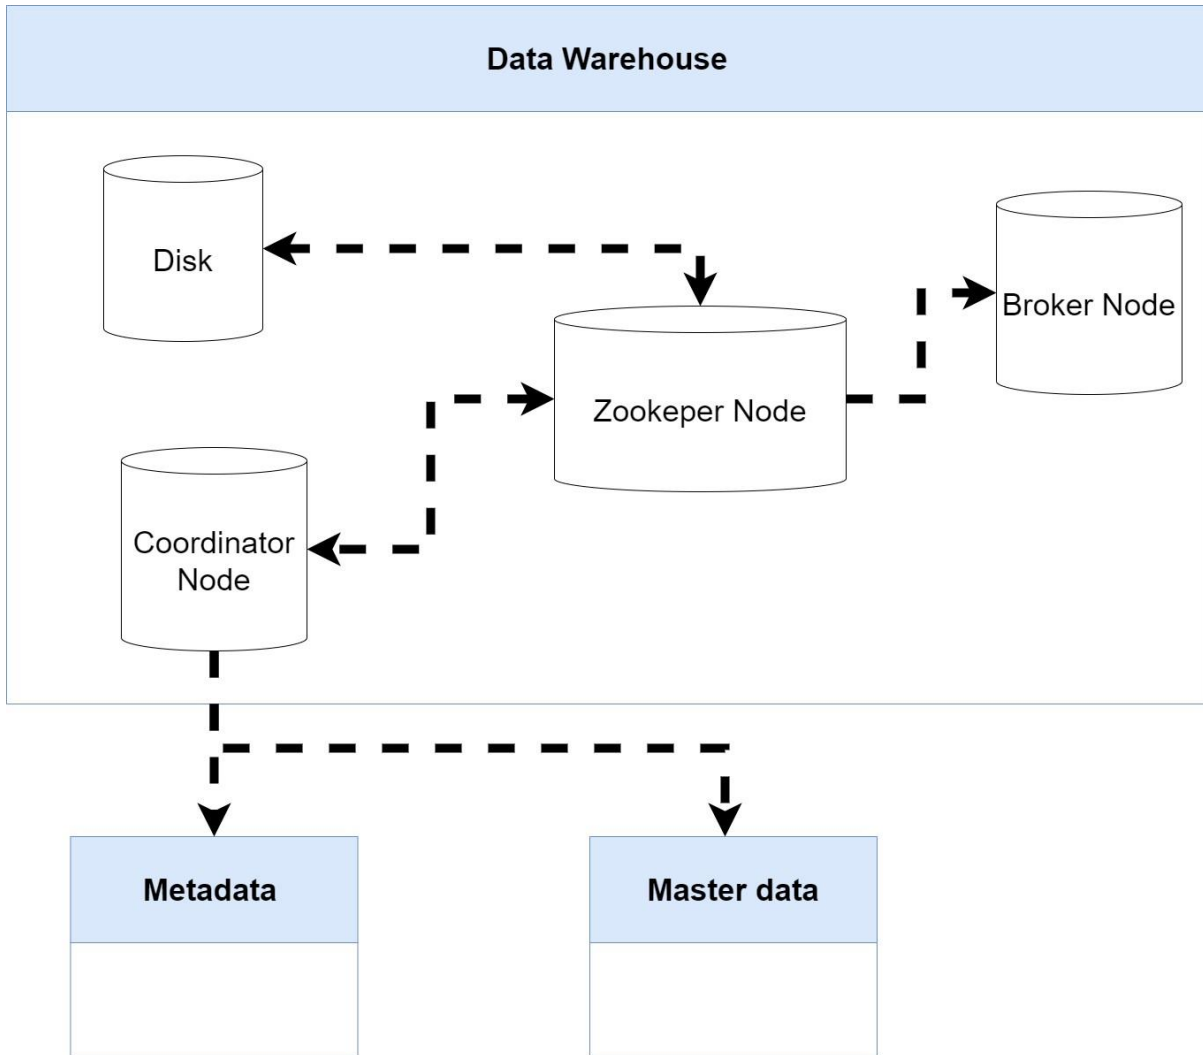 Data Warehouse
Disk
Broker Node
Zookeper Node
Coordinator
Node
Metadata
Master data